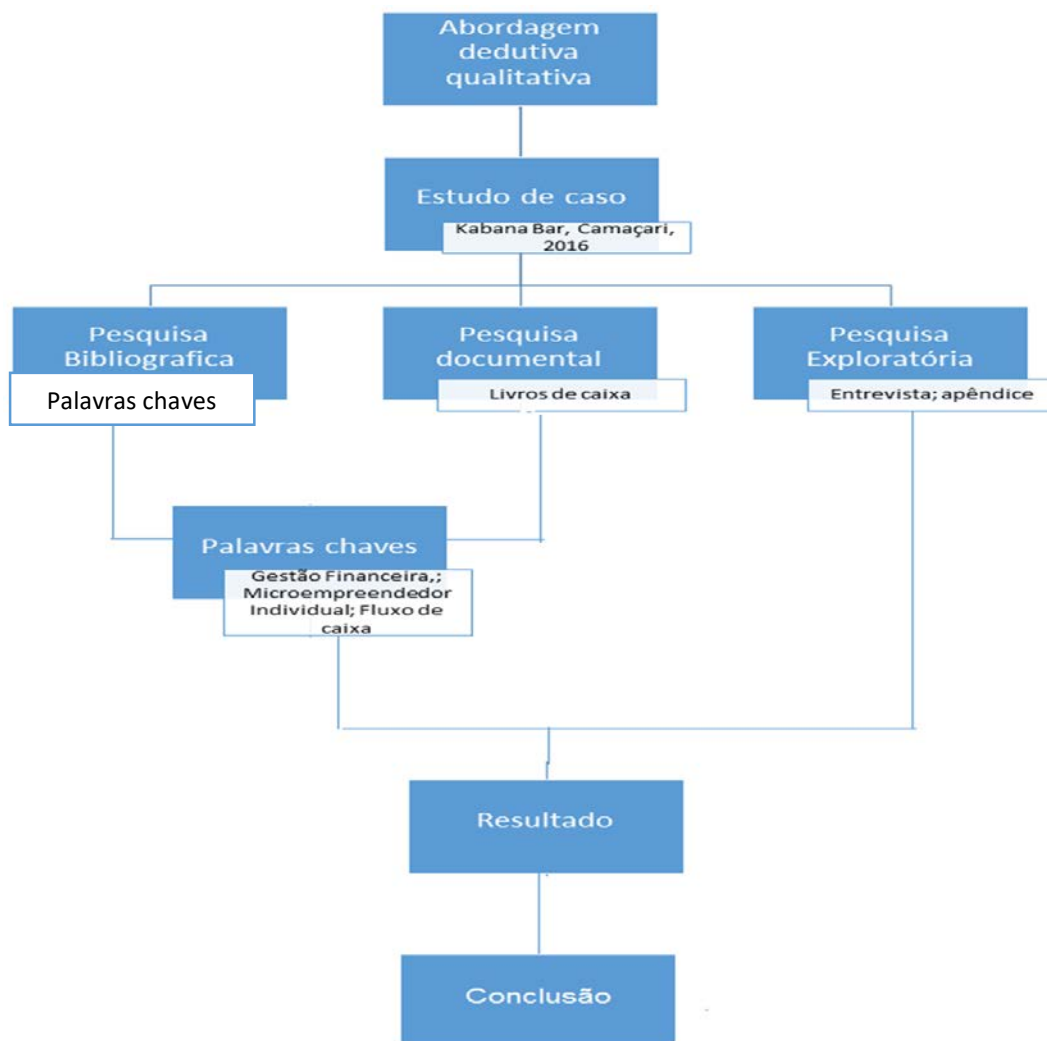 Abordagem
dedutiva
qualitativa
Estudo de caso
Kabana Bar, Camaçari,
2016
Pesquisa
Bibliografica
Palavras chaves
Pesquisa
documental
Livros de caixa
Pesquisa
Exploratória
Entrevista; apêndice
Palavras chaves
Gestão Financeira,;
Microempreendedor
Individual; Fluxo de
caixa
Resultado
Conclusão